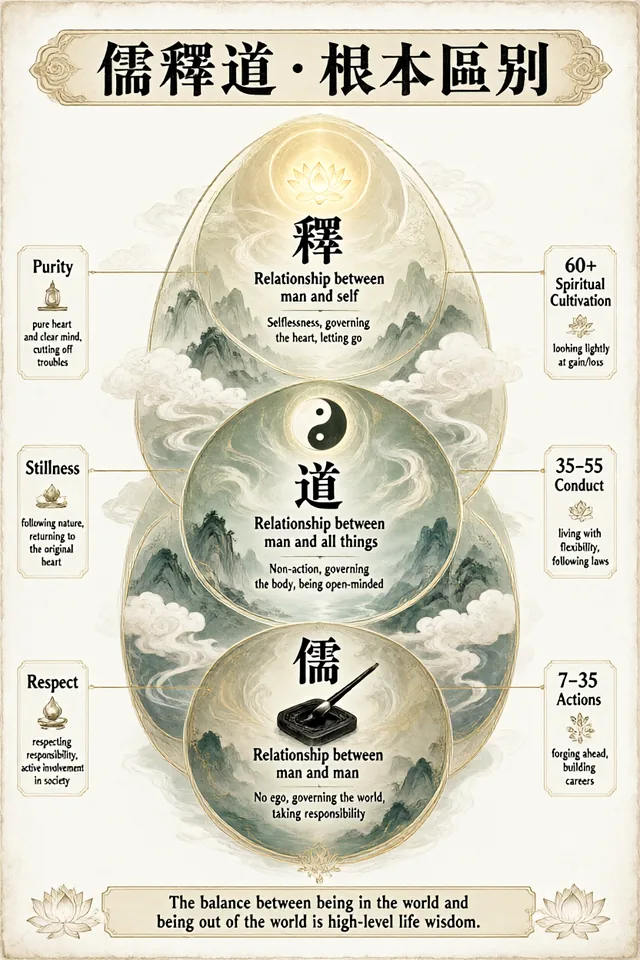 儒釋道·根本區別
釋
Relationship between
man and self
Selflessness, governing
the heart, letting go
Purity
pure heart
and clear mind,
cutting off
troubles
60+
Spiritual
Cultivation
looking lightly
at gain/loss
道
Relationship between
man and all things
Non-action, governing
the body, being open-minded
Stillness
following nature,
returning to
the original
heart
35–55
Conduct
living with
flexibility,
following laws
儒
Relationship between
man and man
No ego, governing the world,
taking responsibility
Respect
respecting
responsibility,
active involvement
in society
7–35
Actions
forging ahead,
building
careers
The balance between being in the world and
being out of the world is high-level life wisdom.